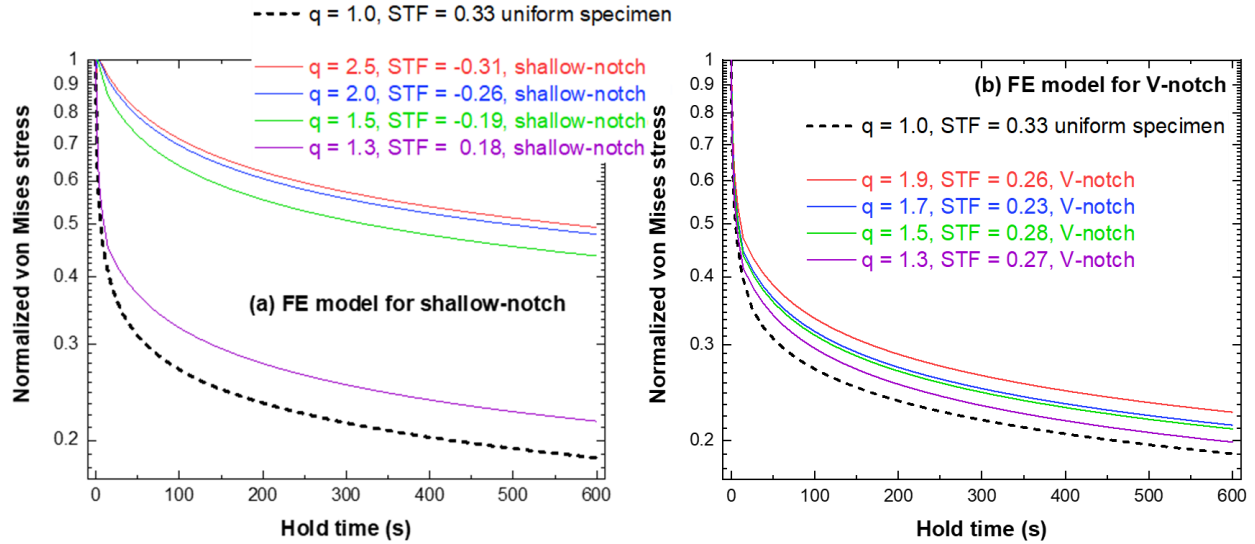 q = 1.0, STF = 0.33 uniform specimen
q = 2.5, STF = -0.31, shallow-notch
q = 2.0, STF = -0.26, shallow-notch
q = 1.5, STF = -0.19, shallow-notch
q = 1.3, STF = 0.18, shallow-notch
(a) FE model for shallow-notch
Normalized von Mises stress
1
0.9
0.8
0.7
0.6
0.5
0.4
0.3
0.2
0
100
200
300
400
500
600
Hold time (s)
(b) FE model for V-notch
q = 1.0, STF = 0.33 uniform specimen
q = 1.9, STF = 0.26, V-notch
q = 1.7, STF = 0.23, V-notch
q = 1.5, STF = 0.28, V-notch
q = 1.3, STF = 0.27, V-notch
Normalized von Mises stress
1
0.9
0.8
0.7
0.6
0.5
0.4
0.3
0.2
0
100
200
300
400
500
600
Hold time (s)